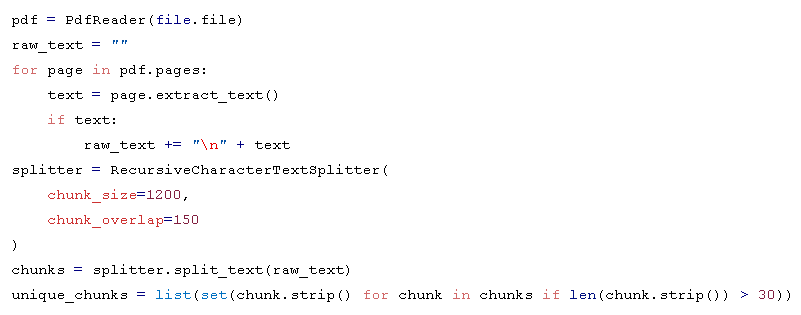 pdf = PdfReader(file.file)
raw_text = ""
for page in pdf.pages:
    text = page.extract_text()
    if text:
        raw_text += "\n" + text
splitter = RecursiveCharacterTextSplitter(
    chunk_size=1200,
    chunk_overlap=150
)
chunks = splitter.split_text(raw_text)
unique_chunks = list(set(chunk.strip() for chunk in chunks if len(chunk.strip()) > 30))